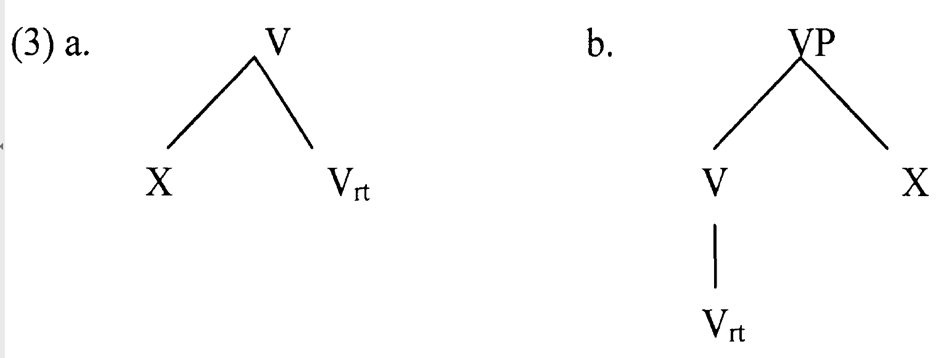 (3) a. V b. VP
X Vrt V X
Vrt